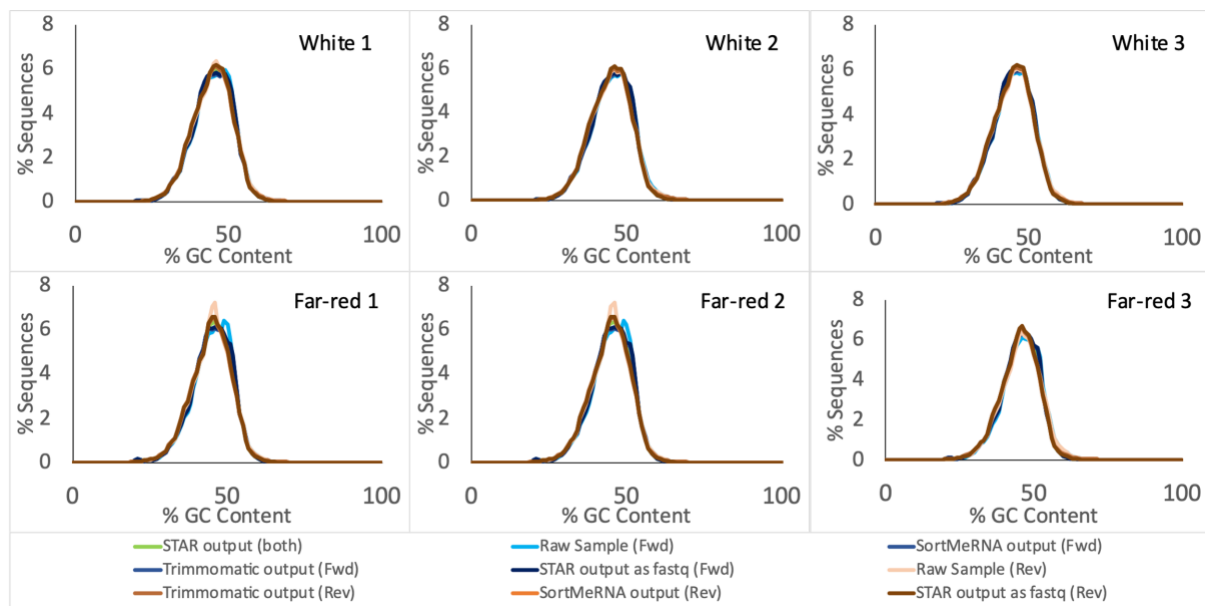 White 1
8
6
4
2
0
% Sequences
0 50 100
% GC Content
White 2
8
6
4
2
0
% Sequences
0 50 100
% GC Content
White 3
8
6
4
2
0
% Sequences
0 50 100
% GC Content
Far-red 1
8
6
4
2
0
% Sequences
0 50 100
% GC Content
Far-red 2
8
6
4
2
0
% Sequences
0 50 100
% GC Content
Far-red 3
8
6
4
2
0
% Sequences
0 50 100
% GC Content
STAR output (both) Raw Sample (Fwd) SortMeRNA output (Fwd)
Trimmomatic output (Fwd) STAR output as fastq (Fwd) Raw Sample (Rev)
Trimmomatic output (Rev) SortMeRNA output (Rev) STAR output as fastq (Rev)